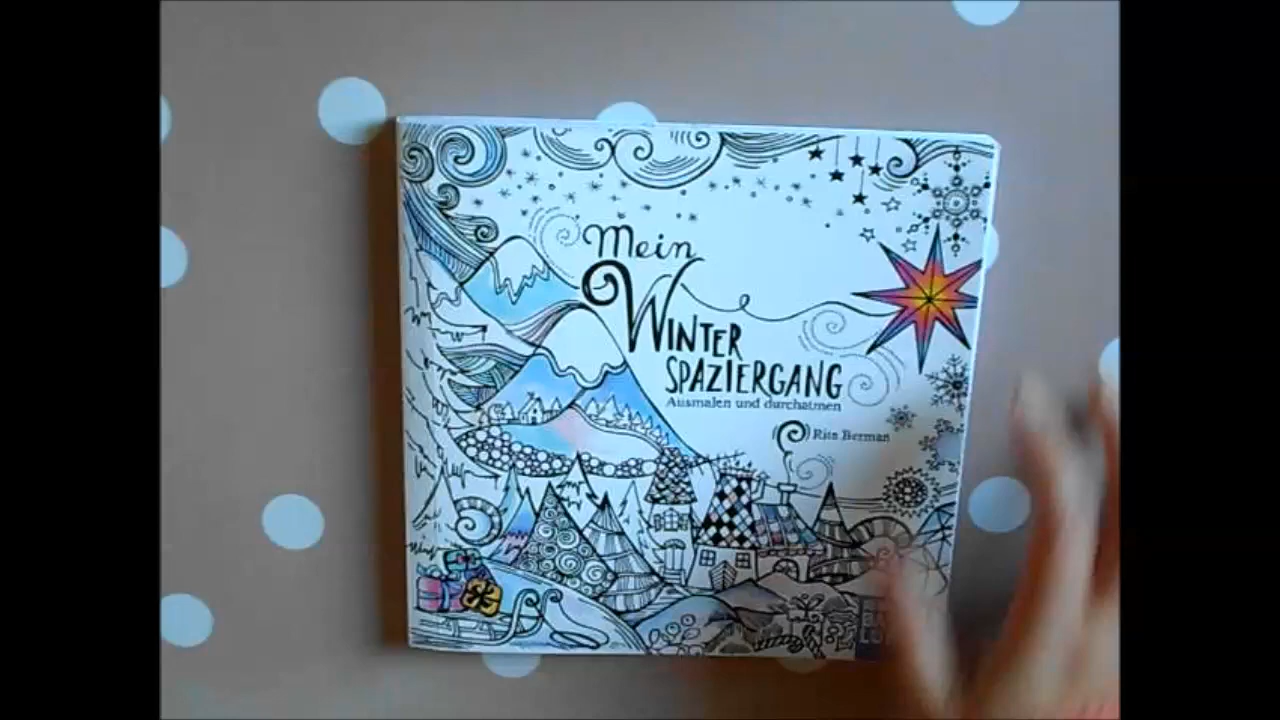 Mein
WINTER
SPAZIERGANG
Ausmalen und durchatmen
Rita Berman